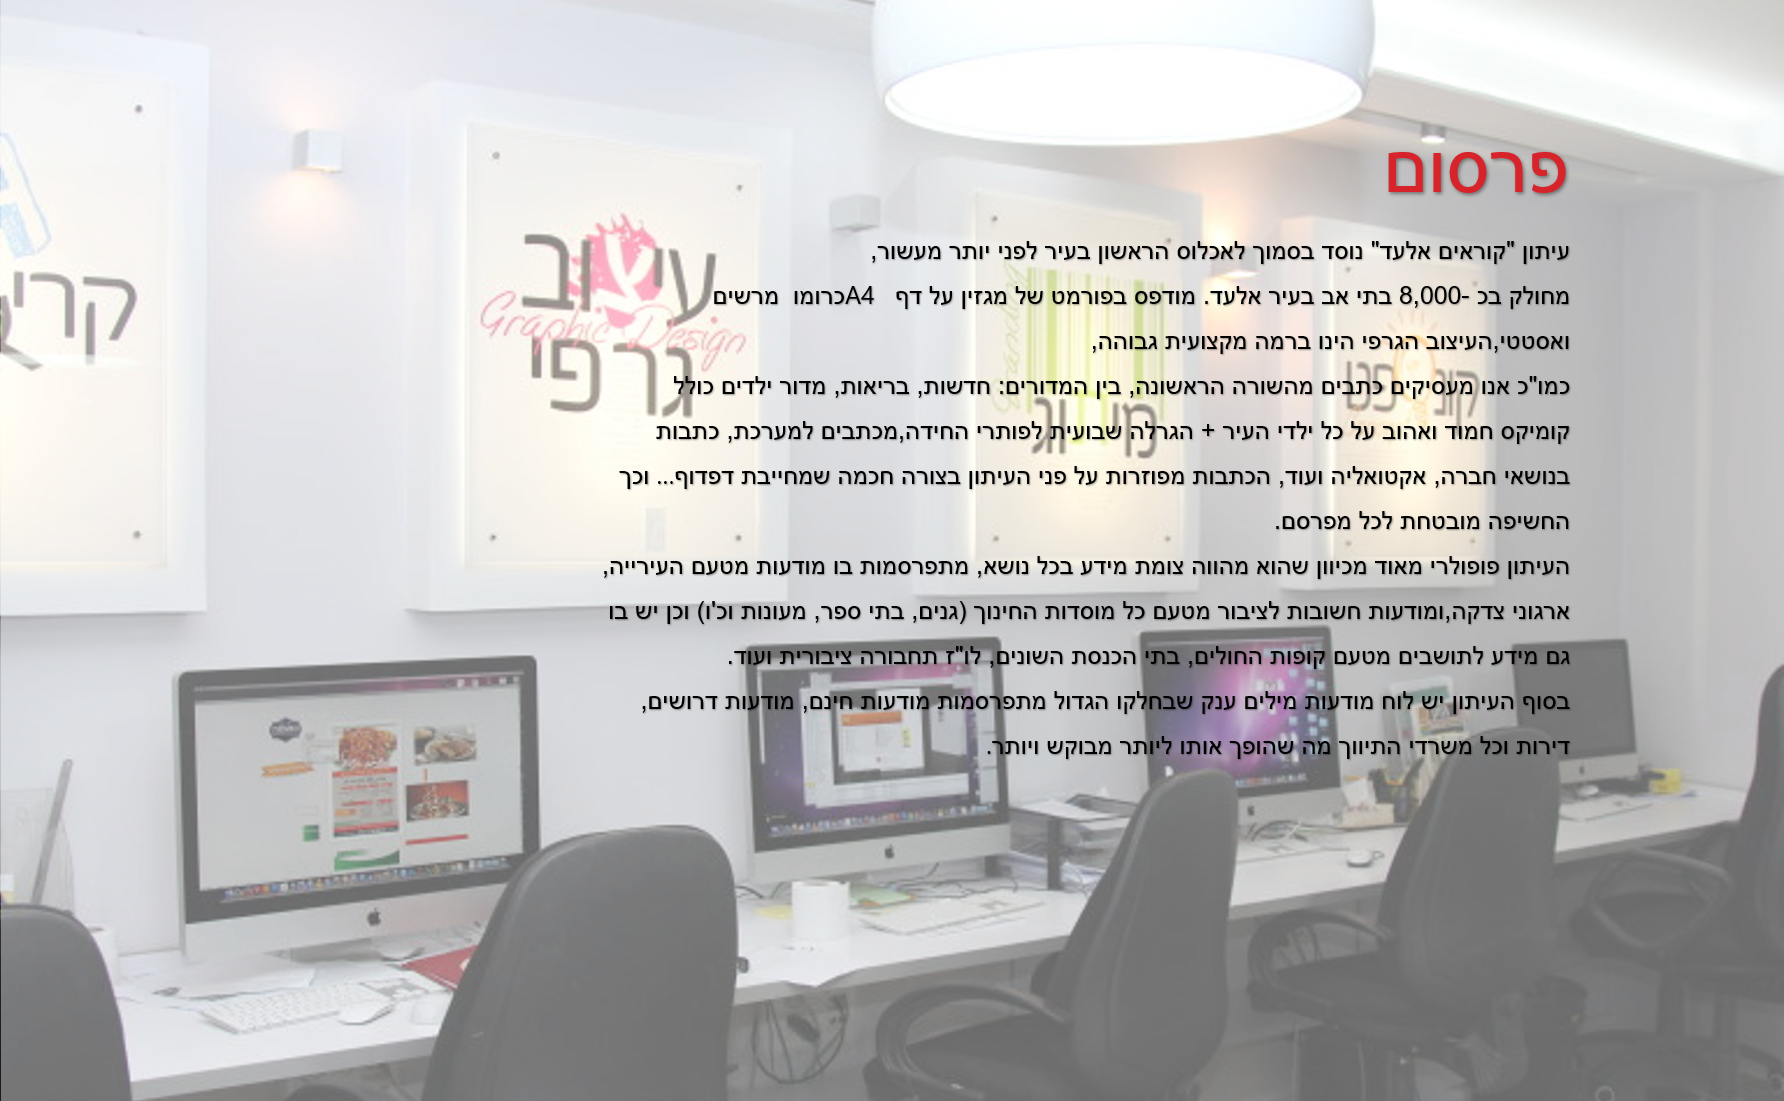 פרסום
עיתון "קוראים אלעד" נוסד בסמוך לאכלוס הראשון בעיר לפני יותר מעשור,
מחולק בכ -8,000 בתי אב בעיר אלעד. מודפס בפורמט של מגזין על דף A4כרומו מרשים
ואסטטי,העיצוב הגרפי הינו ברמה מקצועית גבוהה,
כמו"כ אנו מעסיקים כתבים מהשורה הראשונה, בין המדורים: חדשות, בריאות, מדור ילדים כולל
קומיקס חמוד ואהוב על כל ילדי העיר + הגרלה שבועית לפותרי החידה,מכתבים למערכת, כתבות
בנושאי חברה, אקטואליה ועוד, הכתבות מפוזרות על פני העיתון בצורה חכמה שמחייבת דפדוף... וכך
החשיפה מובטחת לכל מפרסם.
העיתון פופולרי מאוד מכיוון שהוא מהווה צומת מידע בכל נושא, מתפרסמות בו מודעות מטעם העירייה,
ארגוני צדקה,ומודעות חשובות לציבור מטעם כל מוסדות החינוך (גנים, בתי ספר, מעונות וכ'ו) וכן יש בו
גם מידע לתושבים מטעם קופות החולים, בתי הכנסת השונים, לו"ז תחבורה ציבורית ועוד.
בסוף העיתון יש לוח מודעות מילים ענק שבחלקו הגדול מתפרסמות מודעות חינם, מודעות דרושים,
דירות וכל משרדי התיווך מה שהופך אותו ליותר מבוקש ויותר.
עיצוב
Graphic Design
גרפי
Branding
מיתוג